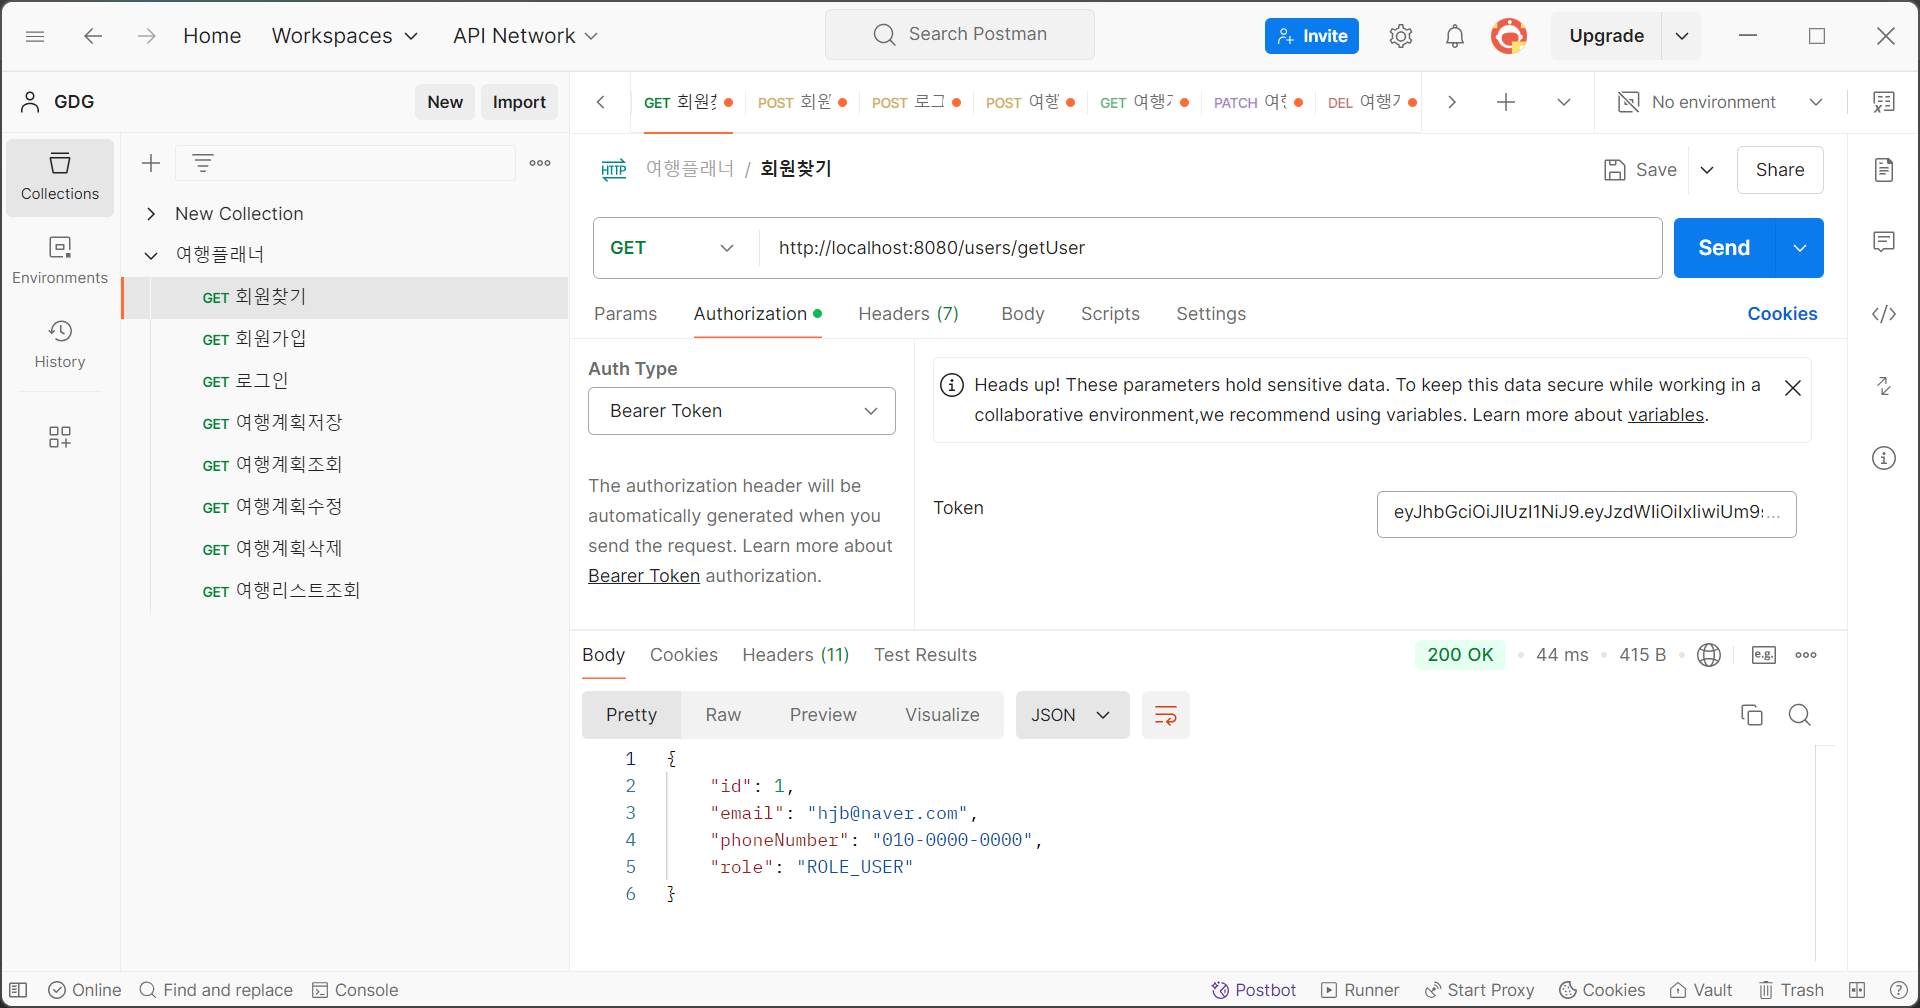 Home Workspaces API Network Search Postman Invite Upgrade
GDG New Import
GET 회원찾 POST 회원 POST 로그 POST 여행 GET 여행 PATCH 여행 DEL 여행 No environment
Collections
Environments
History
New Collection
여행플래너
GET 회원찾기
GET 회원가입
GET 로그인
GET 여행계획저장
GET 여행계획조회
GET 여행계획수정
GET 여행계획삭제
GET 여행리스트조회
HTTP 여행플래너 / 회원찾기 Save Share
GET http://localhost:8080/users/getUser Send
Params Authorization Headers (7) Body Scripts Settings Cookies
Auth Type
Bearer Token
The authorization header will be
automatically generated when you
send the request. Learn more about
Bearer Token authorization.
Heads up! These parameters hold sensitive data. To keep this data secure while working in a
collaborative environment,we recommend using variables. Learn more about variables.
Token eyJhbGciOiJIUzI1NiJ9.eyJzdWIiOiIxIiwiUm9...
Body Cookies Headers (11) Test Results 200 OK 44 ms 415 B e.g.
Pretty Raw Preview Visualize JSON
1 {
2 "id": 1,
3 "email": "hjb@naver.com",
4 "phoneNumber": "010-0000-0000",
5 "role": "ROLE_USER"
6 }
Online Find and replace Console Postbot Runner Start Proxy Cookies Vault Trash